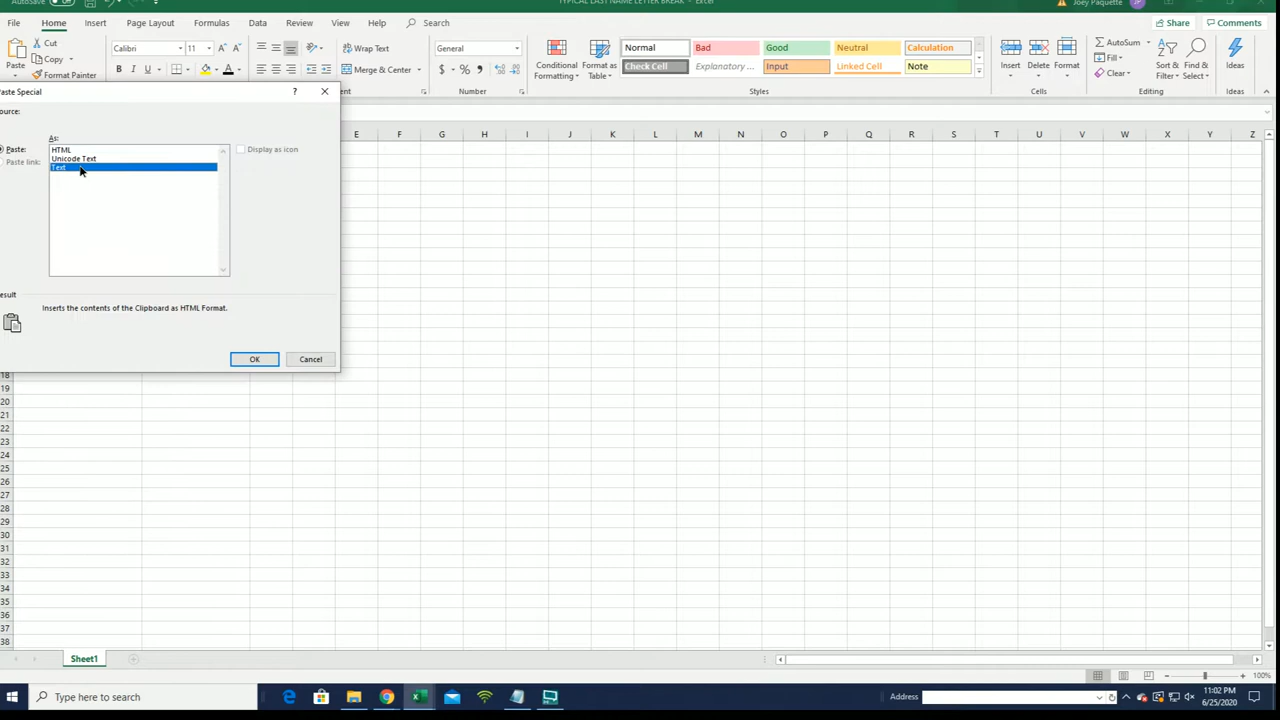 AutoSave
TYPICAL LAST NAME LETTER BREAK - Excel
Joey Paquette
JP
File
Home
Insert
Page Layout
Formulas
Data
Review
View
Help
Search
Share
Comments
Paste
Cut
Copy
Format Painter
Calibri
11
B I U
Wrap Text
Merge & Center
General
$ % 
Number
Conditional Formatting
Format as Table
Normal
Bad
Good
Neutral
Calculation
Check Cell
Explanatory ...
Input
Linked Cell
Note
Styles
Insert
Delete
Format
Cells
AutoSum
Fill
Clear
Sort & Filter
Find & Select
Editing
Ideas
Ideas
Paste Special
?
ource:
As:
Paste:
Paste link:
HTML
Unicode Text
Text
Display as icon
esult
Inserts the contents of the Clipboard as HTML Format.
OK
Cancel
E F G H I J K L M N O P Q R S T U V W X Y Z
18
19
20
21
22
23
24
25
26
27
28
29
30
31
32
33
34
35
36
37
38
Sheet1
100%
Type here to search
Address
11:02 PM
6/25/2020